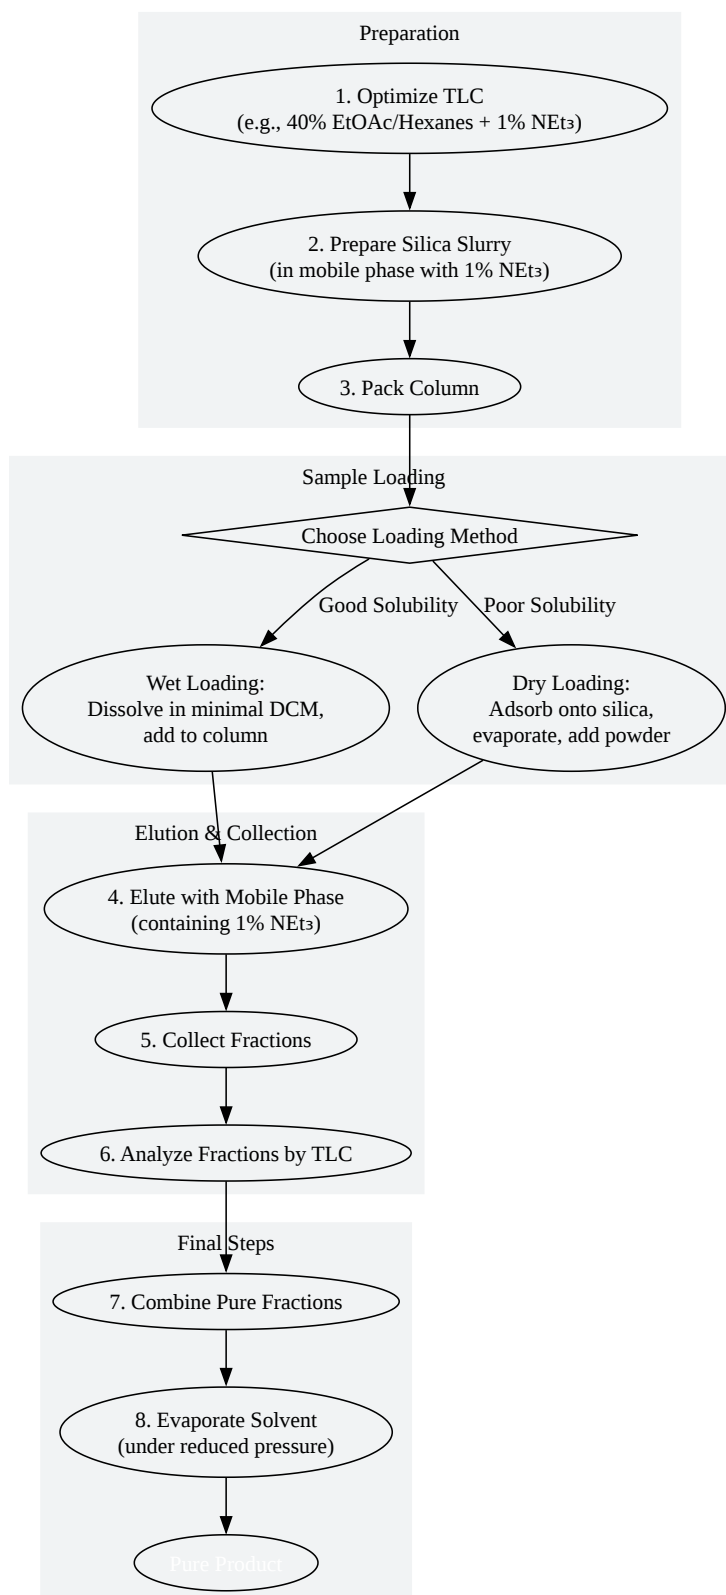 Preparation
1. Optimize TLC
(e.g., 40% EtOAc/Hexanes + 1% NEt₃)
2. Prepare Silica Slurry
(in mobile phase with 1% NEt₃)
3. Pack Column
Sample Loading
Choose Loading Method
Good Solubility
Poor Solubility
Wet Loading:
Dissolve in minimal DCM,
add to column
Dry Loading:
Adsorb onto silica,
evaporate, add powder
Elution & Collection
4. Elute with Mobile Phase
(containing 1% NEt₃)
5. Collect Fractions
6. Analyze Fractions by TLC
Final Steps
7. Combine Pure Fractions
8. Evaporate Solvent
(under reduced pressure)
Pure Product